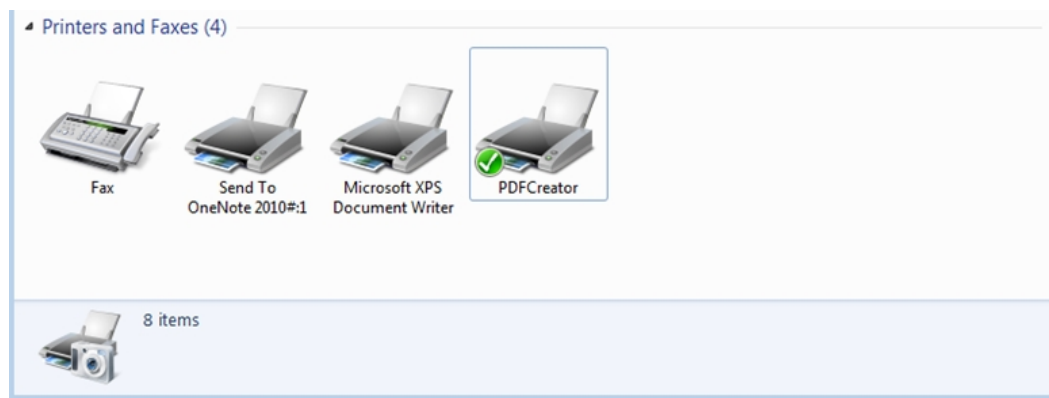 Printers and Faxes (4)
Fax
Send To
OneNote 2010#:1
Microsoft XPS
Document Writer
PDFCreator
8 items